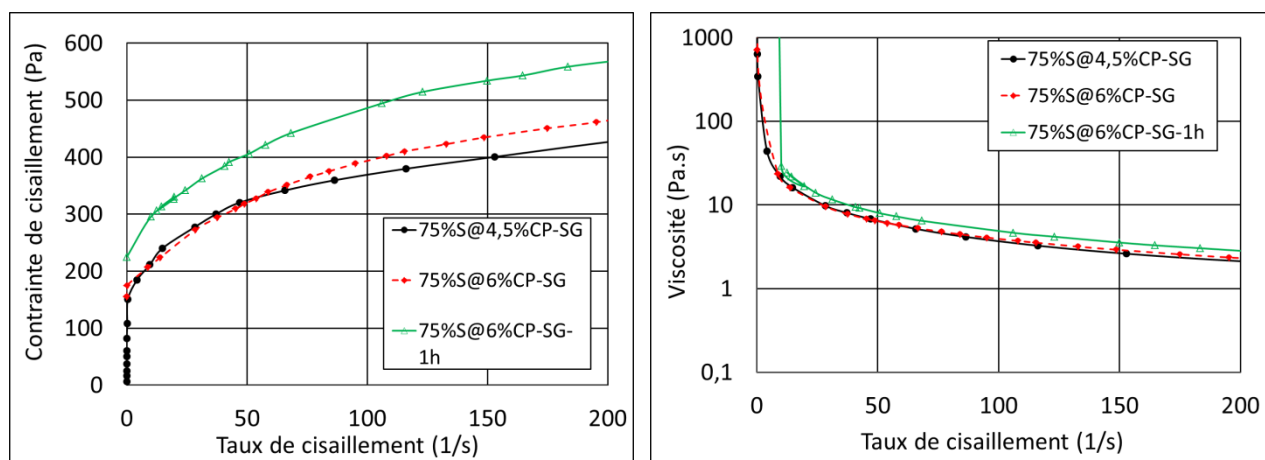 Contrainte de cisaillement (Pa)
600
500
400
300
200
100
0
0
50
100
150
200
Taux de cisaillement (1/s)
75%S@4,5%CP-SG
75%S@6%CP-SG
75%S@6%CP-SG-
1h
Viscosité (Pa.s)
1000
100
10
1
0,1
0
50
100
150
200
Taux de cisaillement (1/s)
75%S@4,5%CP-SG
75%S@6%CP-SG
75%S@6%CP-SG-1h